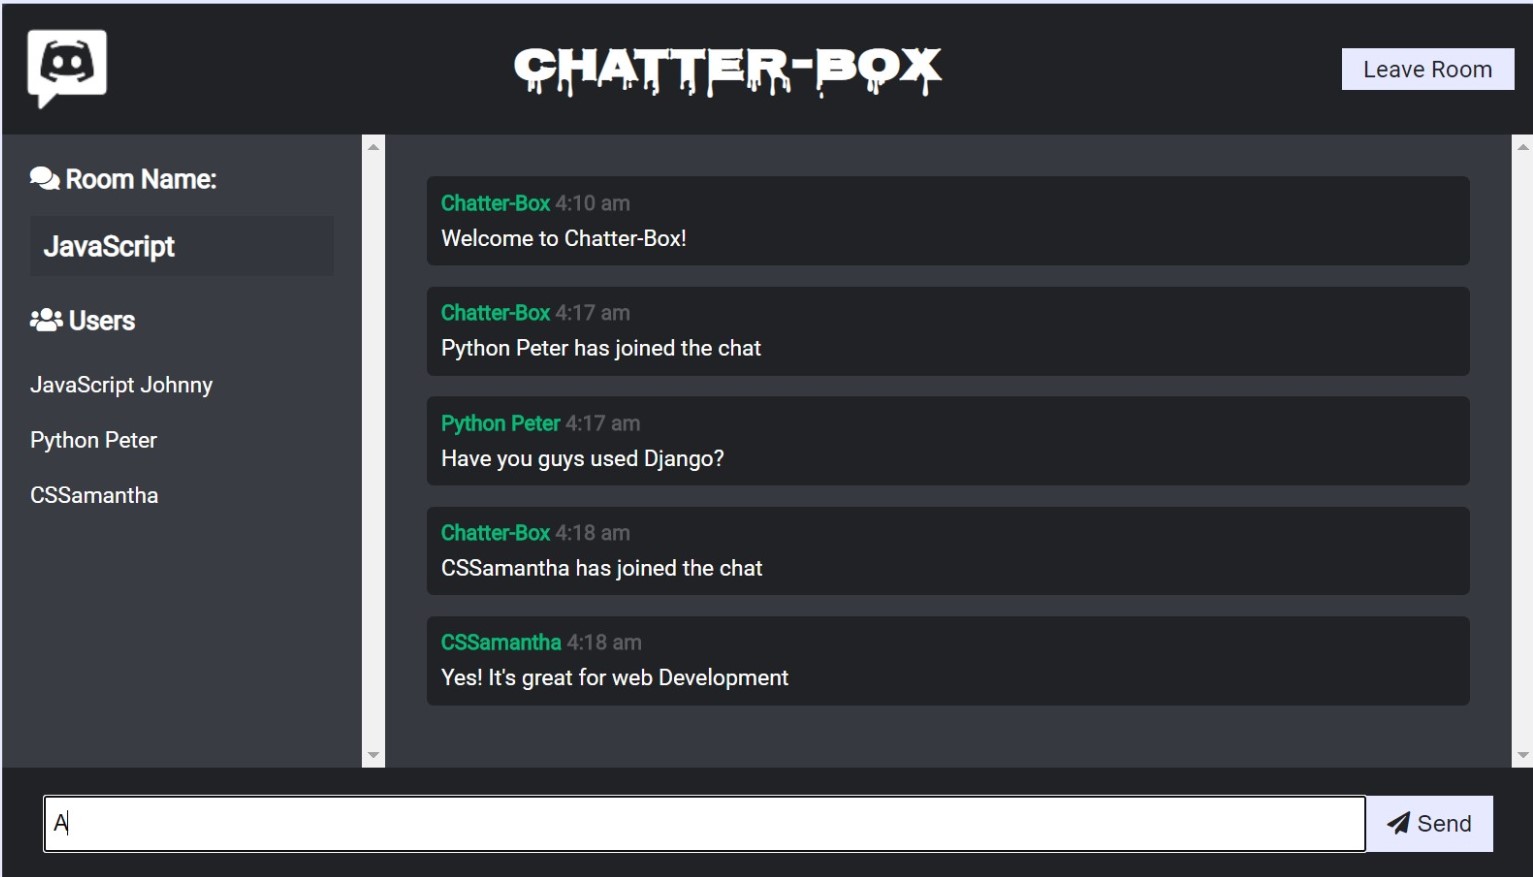 CHATTER-BOX
Leave Room
Room Name:
JavaScript
Users
JavaScript Johnny
Python Peter
CSSamantha
Chatter-Box 4:10 am
Welcome to Chatter-Box!
Chatter-Box 4:17 am
Python Peter has joined the chat
Python Peter 4:17 am
Have you guys used Django?
Chatter-Box 4:18 am
CSSamantha has joined the chat
CSSamantha 4:18 am
Yes! It's great for web Development
A
Send